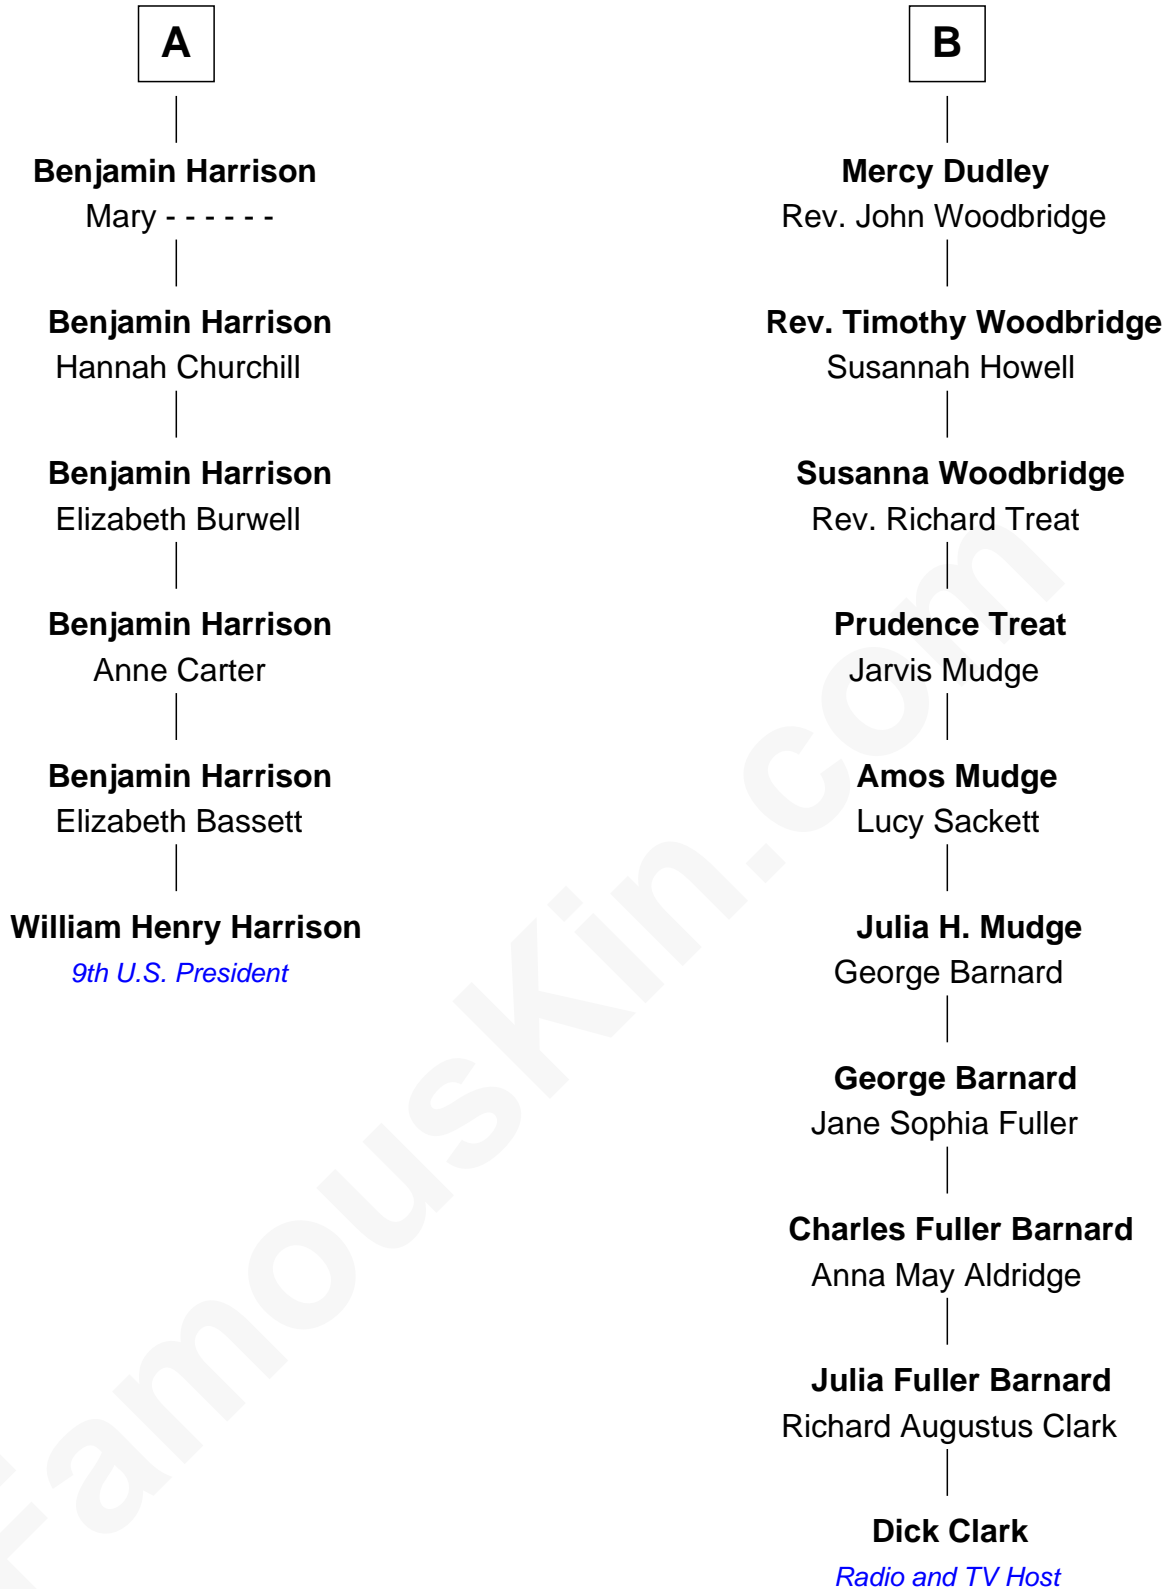 A
Benjamin Harrison
Mary - - - - - -
Benjamin Harrison
Hannah Churchill
Benjamin Harrison
Elizabeth Burwell
Benjamin Harrison
Anne Carter
Benjamin Harrison
Elizabeth Bassett
William Henry Harrison
9th U.S. President
B
Mercy Dudley
Rev. John Woodbridge
Rev. Timothy Woodbridge
Susannah Howell
Susanna Woodbridge
Rev. Richard Treat
Prudence Treat
Jarvis Mudge
Amos Mudge
Lucy Sackett
Julia H. Mudge
George Barnard
George Barnard
Jane Sophia Fuller
Charles Fuller Barnard
Anna May Aldridge
Julia Fuller Barnard
Richard Augustus Clark
Dick Clark
Radio and TV Host
FamousKin.com